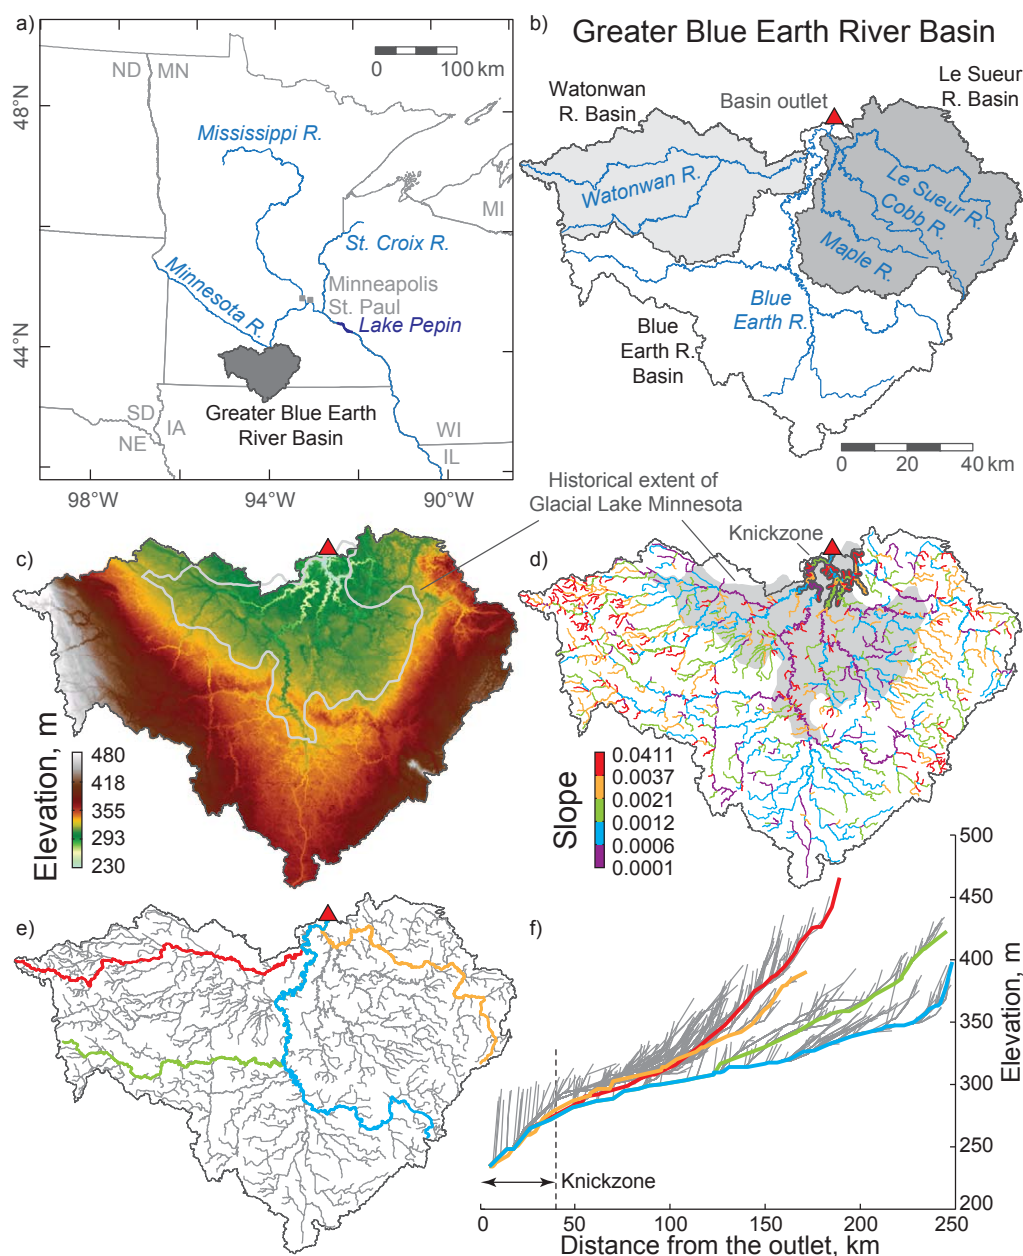 a)
0 100 km
ND MN
48°N
Mississippi R.
MI
St. Croix R.
Minnesota R.
Minneapolis
St. Paul
Lake Pepin
44°N
Greater Blue Earth
River Basin
SD
NE
IA
WI
IL
98°W 94°W 90°W
b) Greater Blue Earth River Basin
Watonwan
R. Basin
Basin outlet
Le Sueur
R. Basin
Watonwan R.
Le Sueur R.
Cobb R.
Maple R.
Blue
Earth R.
Blue
Earth R.
Basin
0 20 40 km
Historical extent of
Glacial Lake Minnesota
c)
Elevation, m
480
418
355
293
230
d)
Knickzone
Slope
0.0411
0.0037
0.0021
0.0012
0.0006
0.0001
e)
f)
500
450
400
350
300
250
200
Elevation, m
Knickzone
0 50 100 150 200 250
Distance from the outlet, km